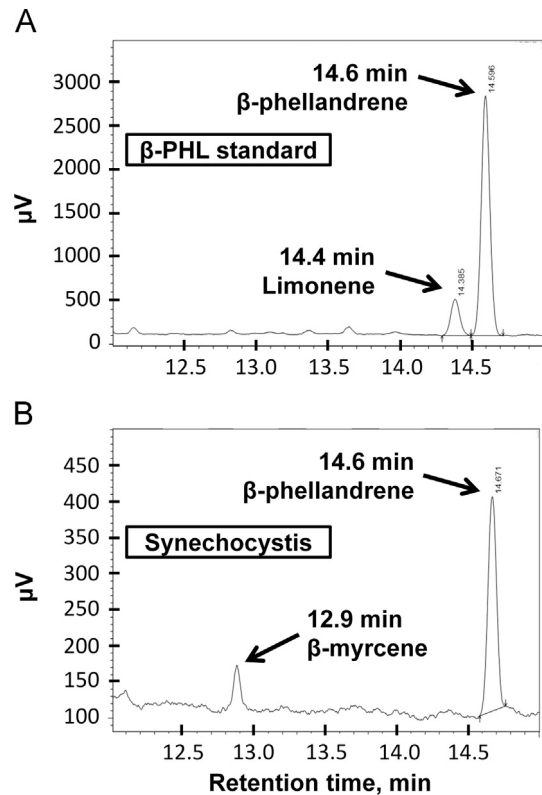 A
14.6 min
β-phellandrene
14.596
β-PHL standard
14.4 min
Limonene
14.385
3000
2500
2000
1500
1000
500
0
μV
12.5 13.0 13.5 14.0 14.5
B
14.6 min
β-phellandrene
14.671
Synechocystis
12.9 min
β-myrcene
450
400
350
300
250
200
150
100
μV
12.5 13.0 13.5 14.0 14.5
Retention time, min